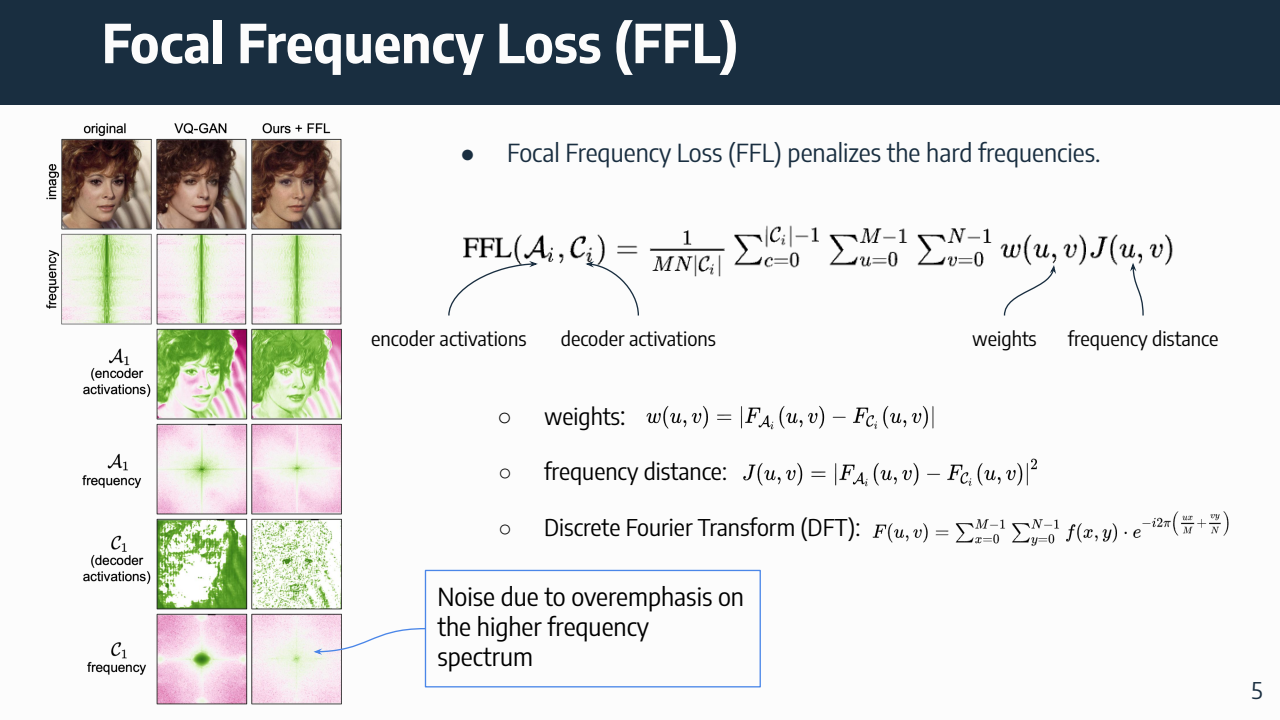 Focal Frequency Loss (FFL)
original VQ-GAN Ours + FFL
image
frequency
𝒜₁
(encoder
activations)
𝒜₁
frequency
𝒞₁
(decoder
activations)
𝒞₁
frequency
● Focal Frequency Loss (FFL) penalizes the hard frequencies.
FFL(𝒜ᵢ, 𝒞ᵢ) = \frac{1}{MN|𝒞ᵢ|} ∑_{c=0}^{|𝒞ᵢ|−1} ∑_{u=0}^{M−1} ∑_{v=0}^{N−1} w(u, v)J(u, v)
encoder activations decoder activations weights frequency distance
○ weights: w(u, v) = |F_{𝒜ᵢ}(u, v) − F_{𝒞ᵢ}(u, v)|
○ frequency distance: J(u, v) = |F_{𝒜ᵢ}(u, v) − F_{𝒞ᵢ}(u, v)|²
○ Discrete Fourier Transform (DFT): F(u, v) = ∑_{x=0}^{M−1} ∑_{y=0}^{N−1} f(x, y) · e^{−i2π(\frac{ux}{M}+\frac{vy}{N})}
Noise due to overemphasis on
the higher frequency
spectrum
5